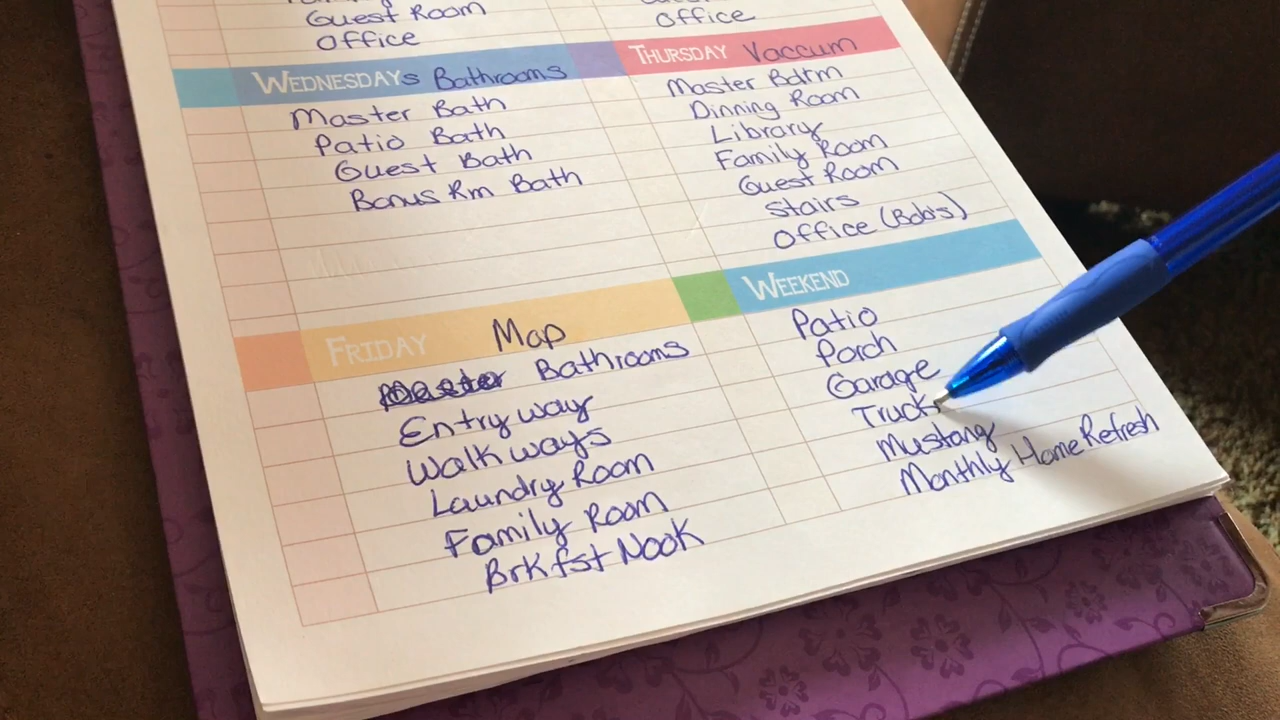 Guest Room
Office
Office
WEDNESDAYs Bathrooms
Master Bath
Patio Bath
Guest Bath
Bonus Rm Bath
THURSDAY Vaccum
Master Bdrm
Dinning Room
Library
Family Room
Guest Room
Stairs
Office (Bob's)
FRIDAY Mop
Bathrooms
Entry way
Walk ways
Laundry Room
Family Room
Brkfst Nook
WEEKEND
Patio
Porch
Garage
Truck
Mustang
Monthly Home Refresh